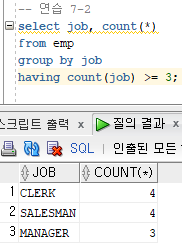 -- 연습 7-2
select job, count(*)
from emp
group by job
having count(job) >= 3;
스크립트 출력 × 질의 결과 ×
SQL | 인출된 모든
JOB COUNT(*)
1 CLERK 4
2 SALESMAN 4
3 MANAGER 3